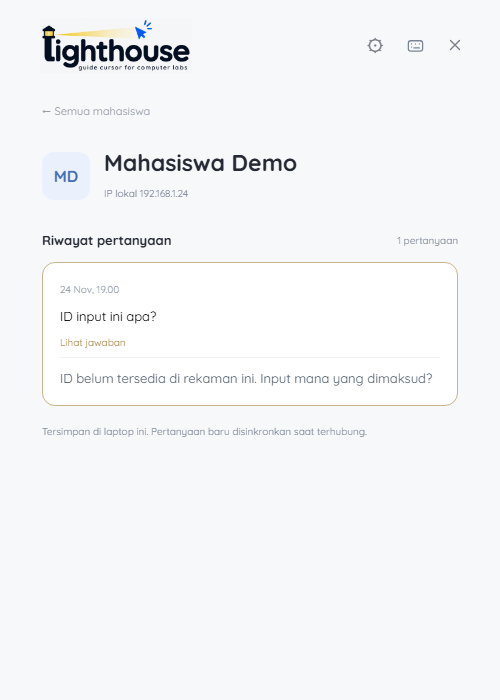 lighthouse
guide cursor for computer labs
← Semua mahasiswa
MD
Mahasiswa Demo
IP lokal 192.168.1.24
Riwayat pertanyaan
1 pertanyaan
24 Nov, 19.00
ID input ini apa?
Lihat jawaban
ID belum tersedia di rekaman ini. Input mana yang dimaksud?
Tersimpan di laptop ini. Pertanyaan baru disinkronkan saat terhubung.